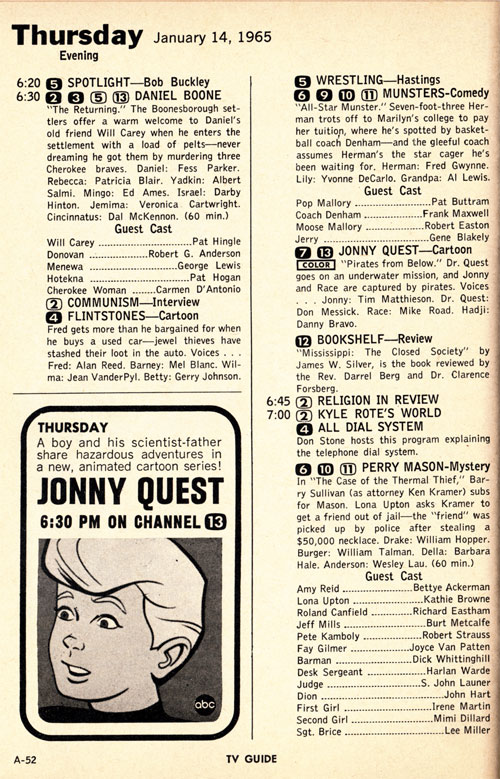 Thursday January 14, 1965
Evening
6:20 5 SPOTLIGHT—Bob Buckley
6:30 2 3 5 13 DANIEL BOONE
"The Returning." The Boonesborough set-
tlers offer a warm welcome to Daniel's
old friend Will Carey when he enters the
settlement with a load of pelts—never
dreaming he got them by murdering three
Cherokee braves. Daniel: Fess Parker.
Rebecca: Patricia Blair. Yadkin: Albert
Salmi. Mingo: Ed Ames. Israel: Darby
Hinton. Jemima: Veronica Cartwright.
Cincinnatus: Dal McKennon. (60 min.)
Guest Cast
Will Carey ........................Pat Hingle
Donovan ................Robert G. Anderson
Menewa ........................George Lewis
Hotekna ..........................Pat Hogan
Cherokee Woman ........Carmen D'Antonio
2 COMMUNISM—Interview
4 FLINTSTONES—Cartoon
Fred gets more than he bargained for when
he buys a used car—jewel thieves have
stashed their loot in the auto. Voices . . .
Fred: Alan Reed. Barney: Mel Blanc. Wil-
ma: Jean VanderPyl. Betty: Gerry Johnson.
THURSDAY
A boy and his scientist-father
share hazardous adventures in
a new, animated cartoon series!
JONNY QUEST
6:30 PM ON CHANNEL 13
abc
5 WRESTLING—Hastings
6 9 10 11 MUNSTERS-Comedy
"All-Star Munster." Seven-foot-three Her-
man trots off to Marilyn's college to pay
her tuition, where he's spotted by basket-
ball coach Denham—and the gleeful coach
assumes Herman's the star cager he's
been waiting for. Herman: Fred Gwynne.
Lily: Yvonne DeCarlo. Grandpa: Al Lewis.
Guest Cast
Pop Mallory ......................Pat Buttram
Coach Denham ................Frank Maxwell
Moose Mallory ................Robert Easton
Jerry ..............................Gene Blakely
7 13 JONNY QUEST—Cartoon
COLOR "Pirates from Below." Dr. Quest
goes on an underwater mission, and Jonny
and Race are captured by pirates. Voices
. . . Jonny: Tim Matthieson. Dr. Quest:
Don Messick. Race: Mike Road. Hadji:
Danny Bravo.
12 BOOKSHELF—Review
"Mississippi: The Closed Society" by
James W. Silver, is the book reviewed by
the Rev. Darrel Berg and Dr. Clarence
Forsberg.
6:45 2 RELIGION IN REVIEW
7:00 2 KYLE ROTE'S WORLD
4 ALL DIAL SYSTEM
Don Stone hosts this program explaining
the telephone dial system.
6 10 11 PERRY MASON-Mystery
In "The Case of the Thermal Thief," Bar-
ry Sullivan (as attorney Ken Kramer) subs
for Mason. Lona Upton asks Kramer to
get a friend out of jail—the "friend" was
picked up by police after stealing a
$50,000 necklace. Drake: William Hopper.
Burger: William Talman. Della: Barbara
Hale. Anderson: Wesley Lau. (60 min.)
Guest Cast
Amy Reid ....................Bettye Ackerman
Lona Upton ....................Kathie Browne
Roland Canfield ............Richard Eastham
Jeff Mills ........................Burt Metcalfe
Pete Kamboly ..................Robert Strauss
Fay Gilmer ..................Joyce Van Patten
Barman ....................Dick Whittinghill
Desk Sergeant ..................Harlan Warde
Judge ............................S. John Launer
Dion ..................................John Hart
First Girl ........................Irene Martin
Second Girl ......................Mimi Dillard
Sgt. Brice ............................Lee Miller
A-52
TV GUIDE